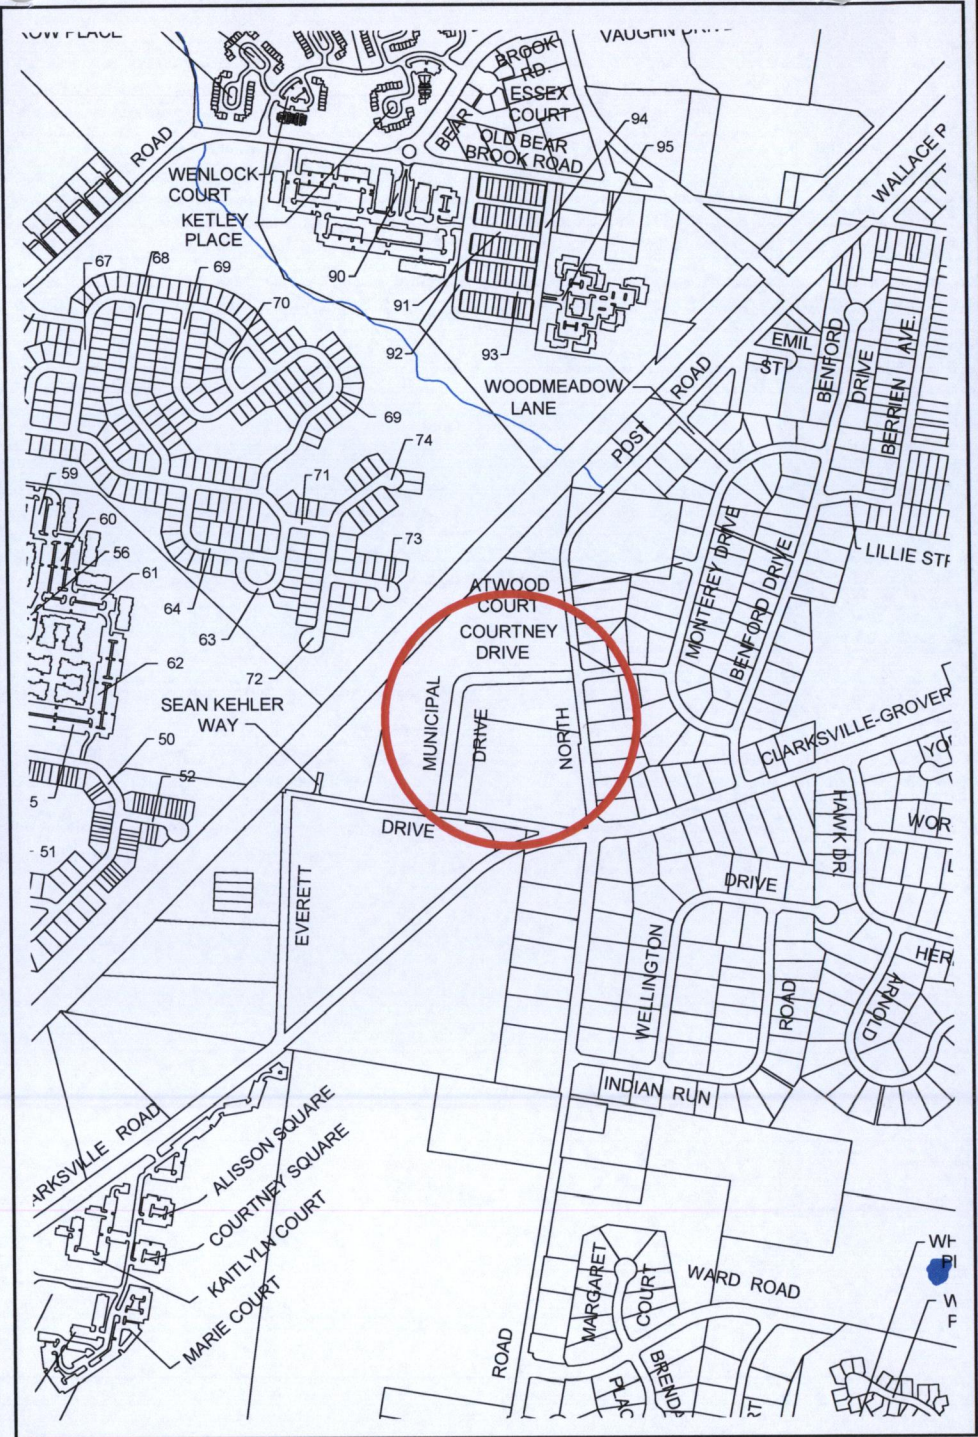 VAUGHN
BROOK
RD.
ESSEX
COURT
94
95
BEAR
OLD BEAR
BROOK ROAD
ROAD
WENLOCK
COURT
KETLEY
PLACE
WALLACE
67
68
69
70
90
91
92
93
EMIL
ST
BENFORD
DRIVE
BERRIEN AVE.
WOODMEADOW
LANE
POST ROAD
69
74
71
59
60
56
61
73
64
63
62
72
LILLIE
ATWOOD
COURT
COURTNEY
DRIVE
MONTEREY DRIVE
BENFORD DRIVE
SEAN KEHLER
WAY
MUNICIPAL
DRIVE
NORTH
50
52
5
51
CLARKSVILLE-GROVER
HAWK DR.
DRIVE
EVERETT
DRIVE
WELLINGTON
ROAD
ARNOLD
INDIAN RUN
ARKSVILLE ROAD
ALISSON SQUARE
COURTNEY SQUARE
KAITLYLN COURT
MARIE COURT
MARGARET
COURT
WARD ROAD
ROAD
BRENDA